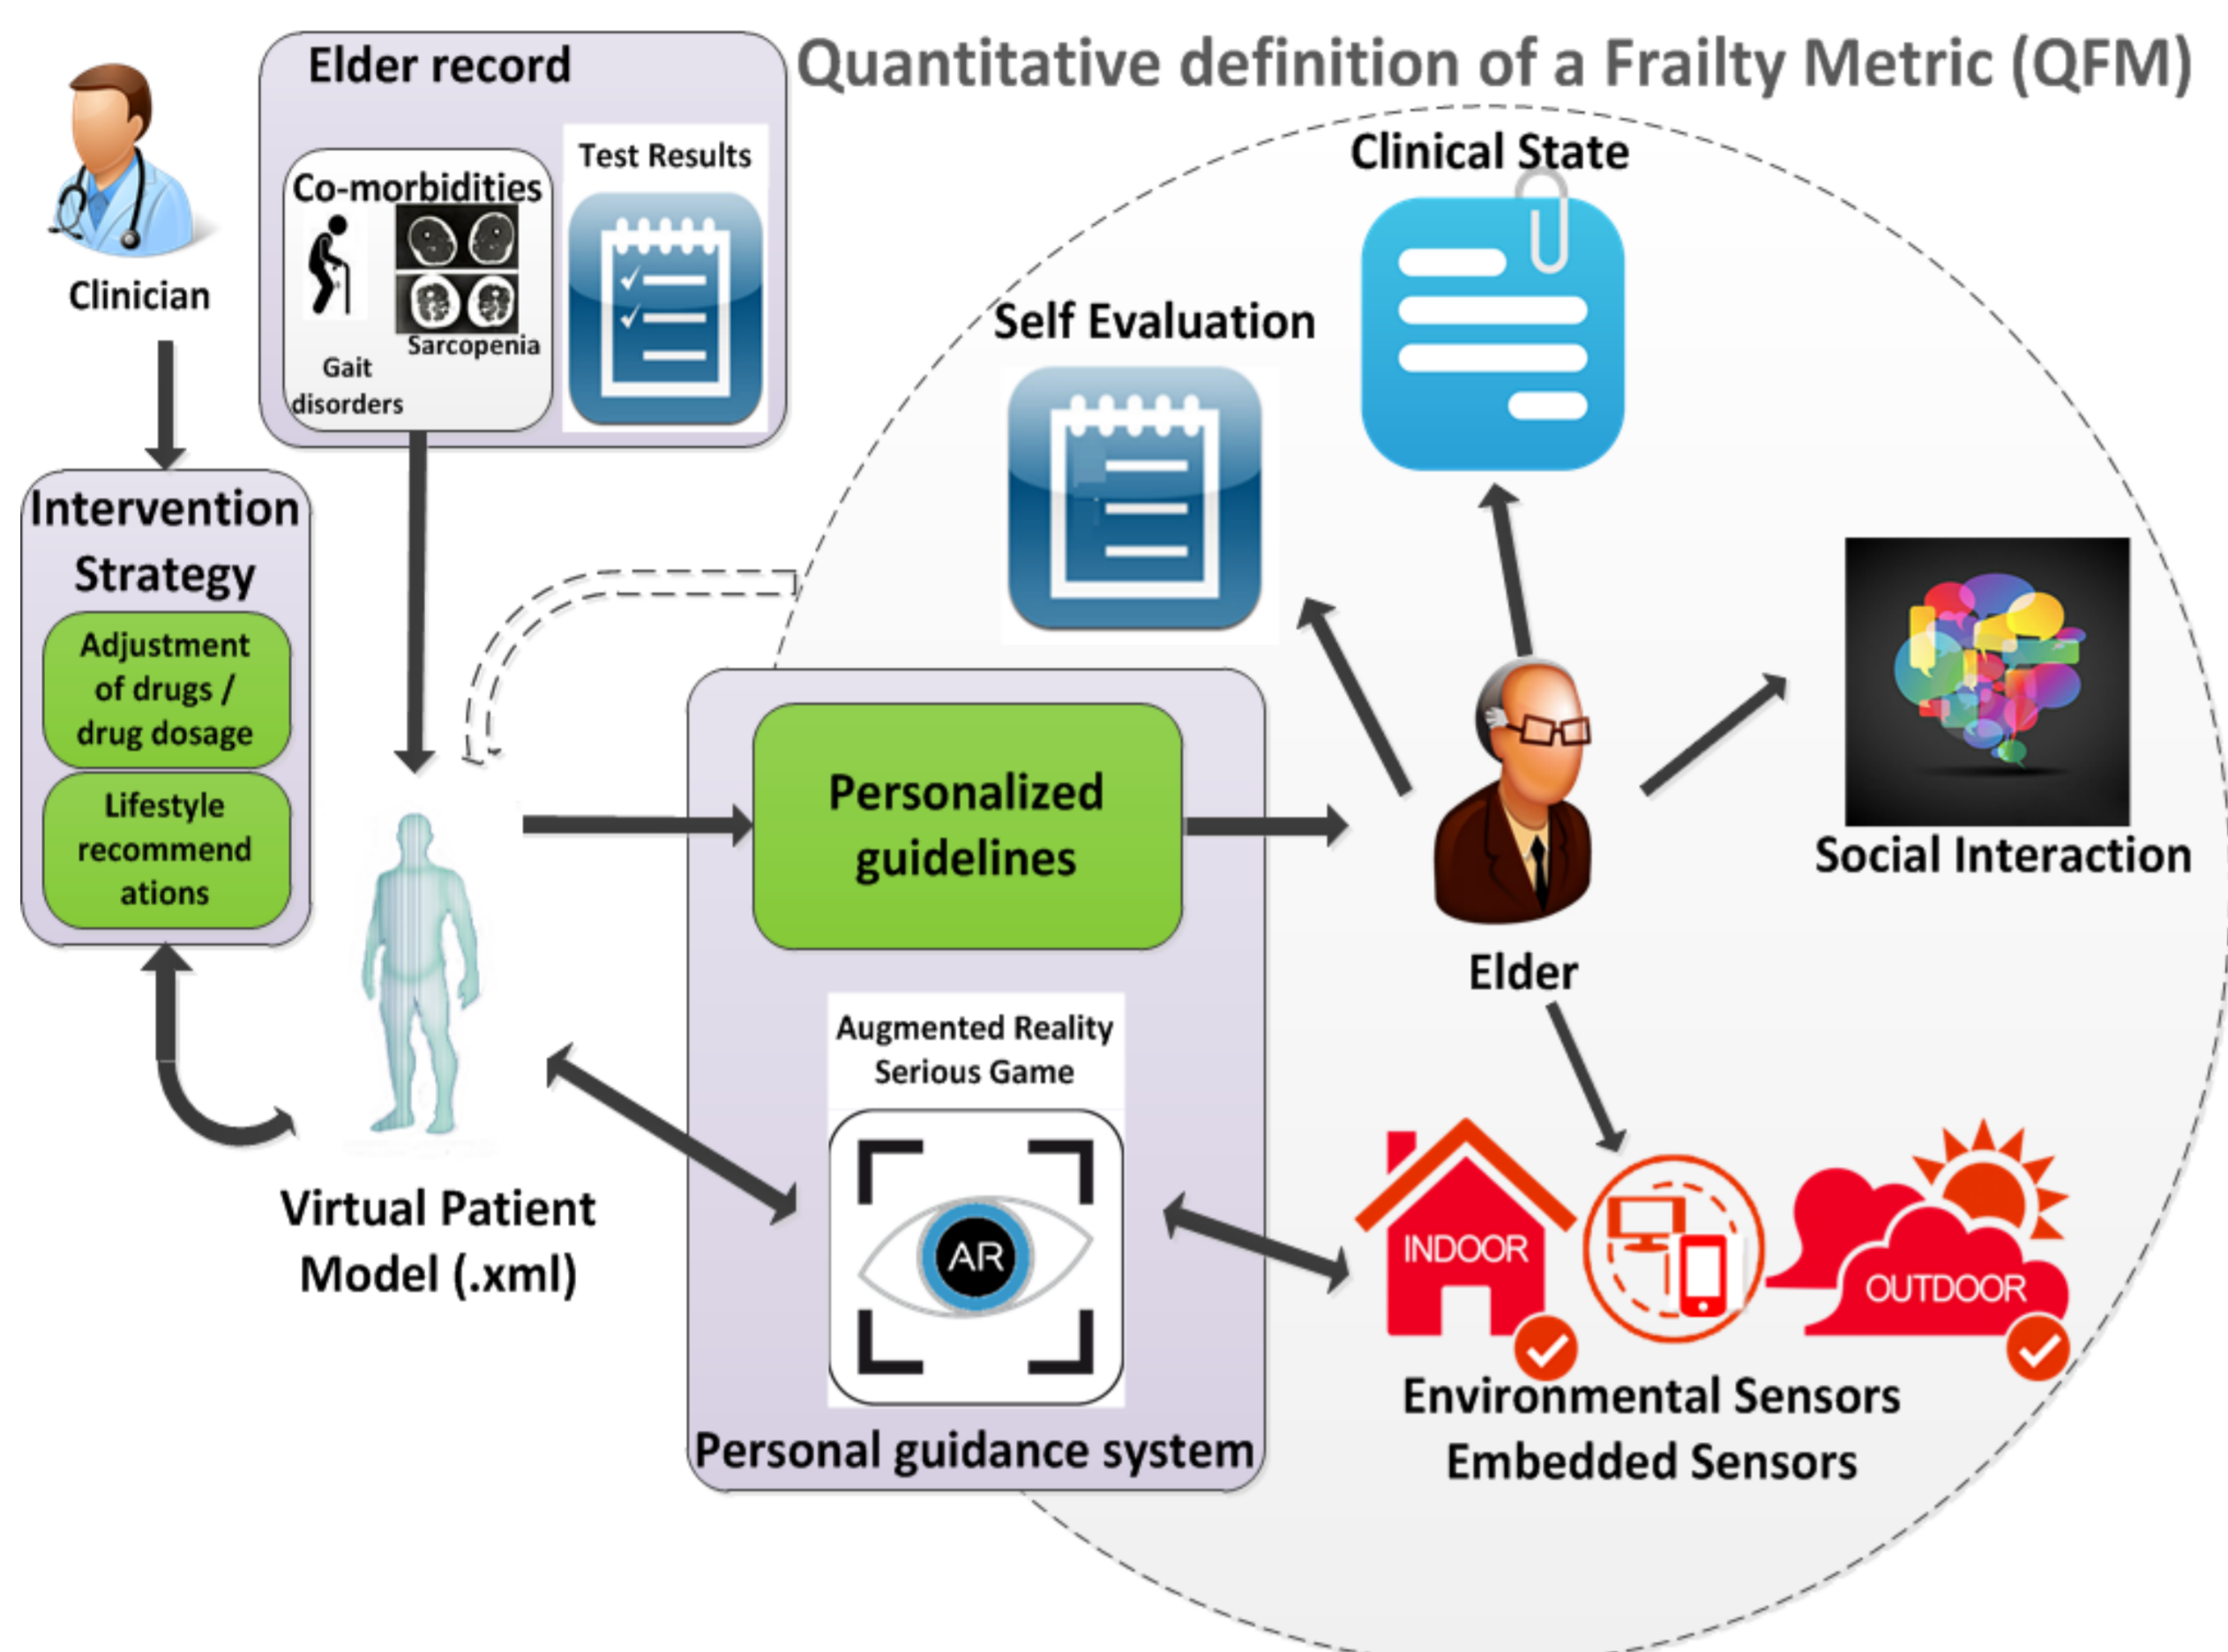 Quantitative definition of a Frailty Metric (QFM)
Elder record
Co-morbidities
Gait
disorders
Sarcopenia
Test Results
Clinician
Intervention
Strategy
Adjustment
of drugs /
drug dosage
Lifestyle
recommend
ations
Virtual Patient
Model (.xml)
Personalized
guidelines
Augmented Reality
Serious Game
AR
Personal guidance system
Self Evaluation
Clinical State
Social Interaction
Elder
INDOOR
OUTDOOR
Environmental Sensors
Embedded Sensors